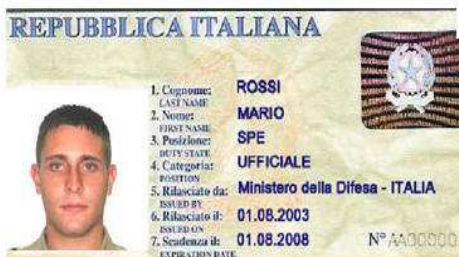 REPUBBLICA ITALIANA
1. Cognome: ROSSI
LAST NAME
2. Nome: MARIO
FIRST NAME
3. Posizione: SPE
DUTY STATE
4. Categoria: UFFICIALE
POSITION
5. Rilasciato da: Ministero della Difesa - ITALIA
ISSUED BY
6. Rilasciato il: 01.08.2003
ISSUED ON
7. Scadenza il: 01.08.2008 N° AA00000
EXPIRATION DATE